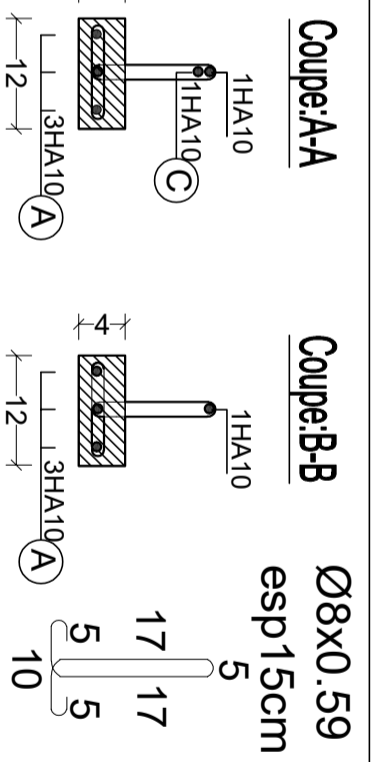 Coupe:A-A
1HA10
1HA10
C
12
3HA10
A
Coupe:B-B
1HA10
4
12
3HA10
A
Ø8x0.59
esp15cm
5
17 17
5 5
10